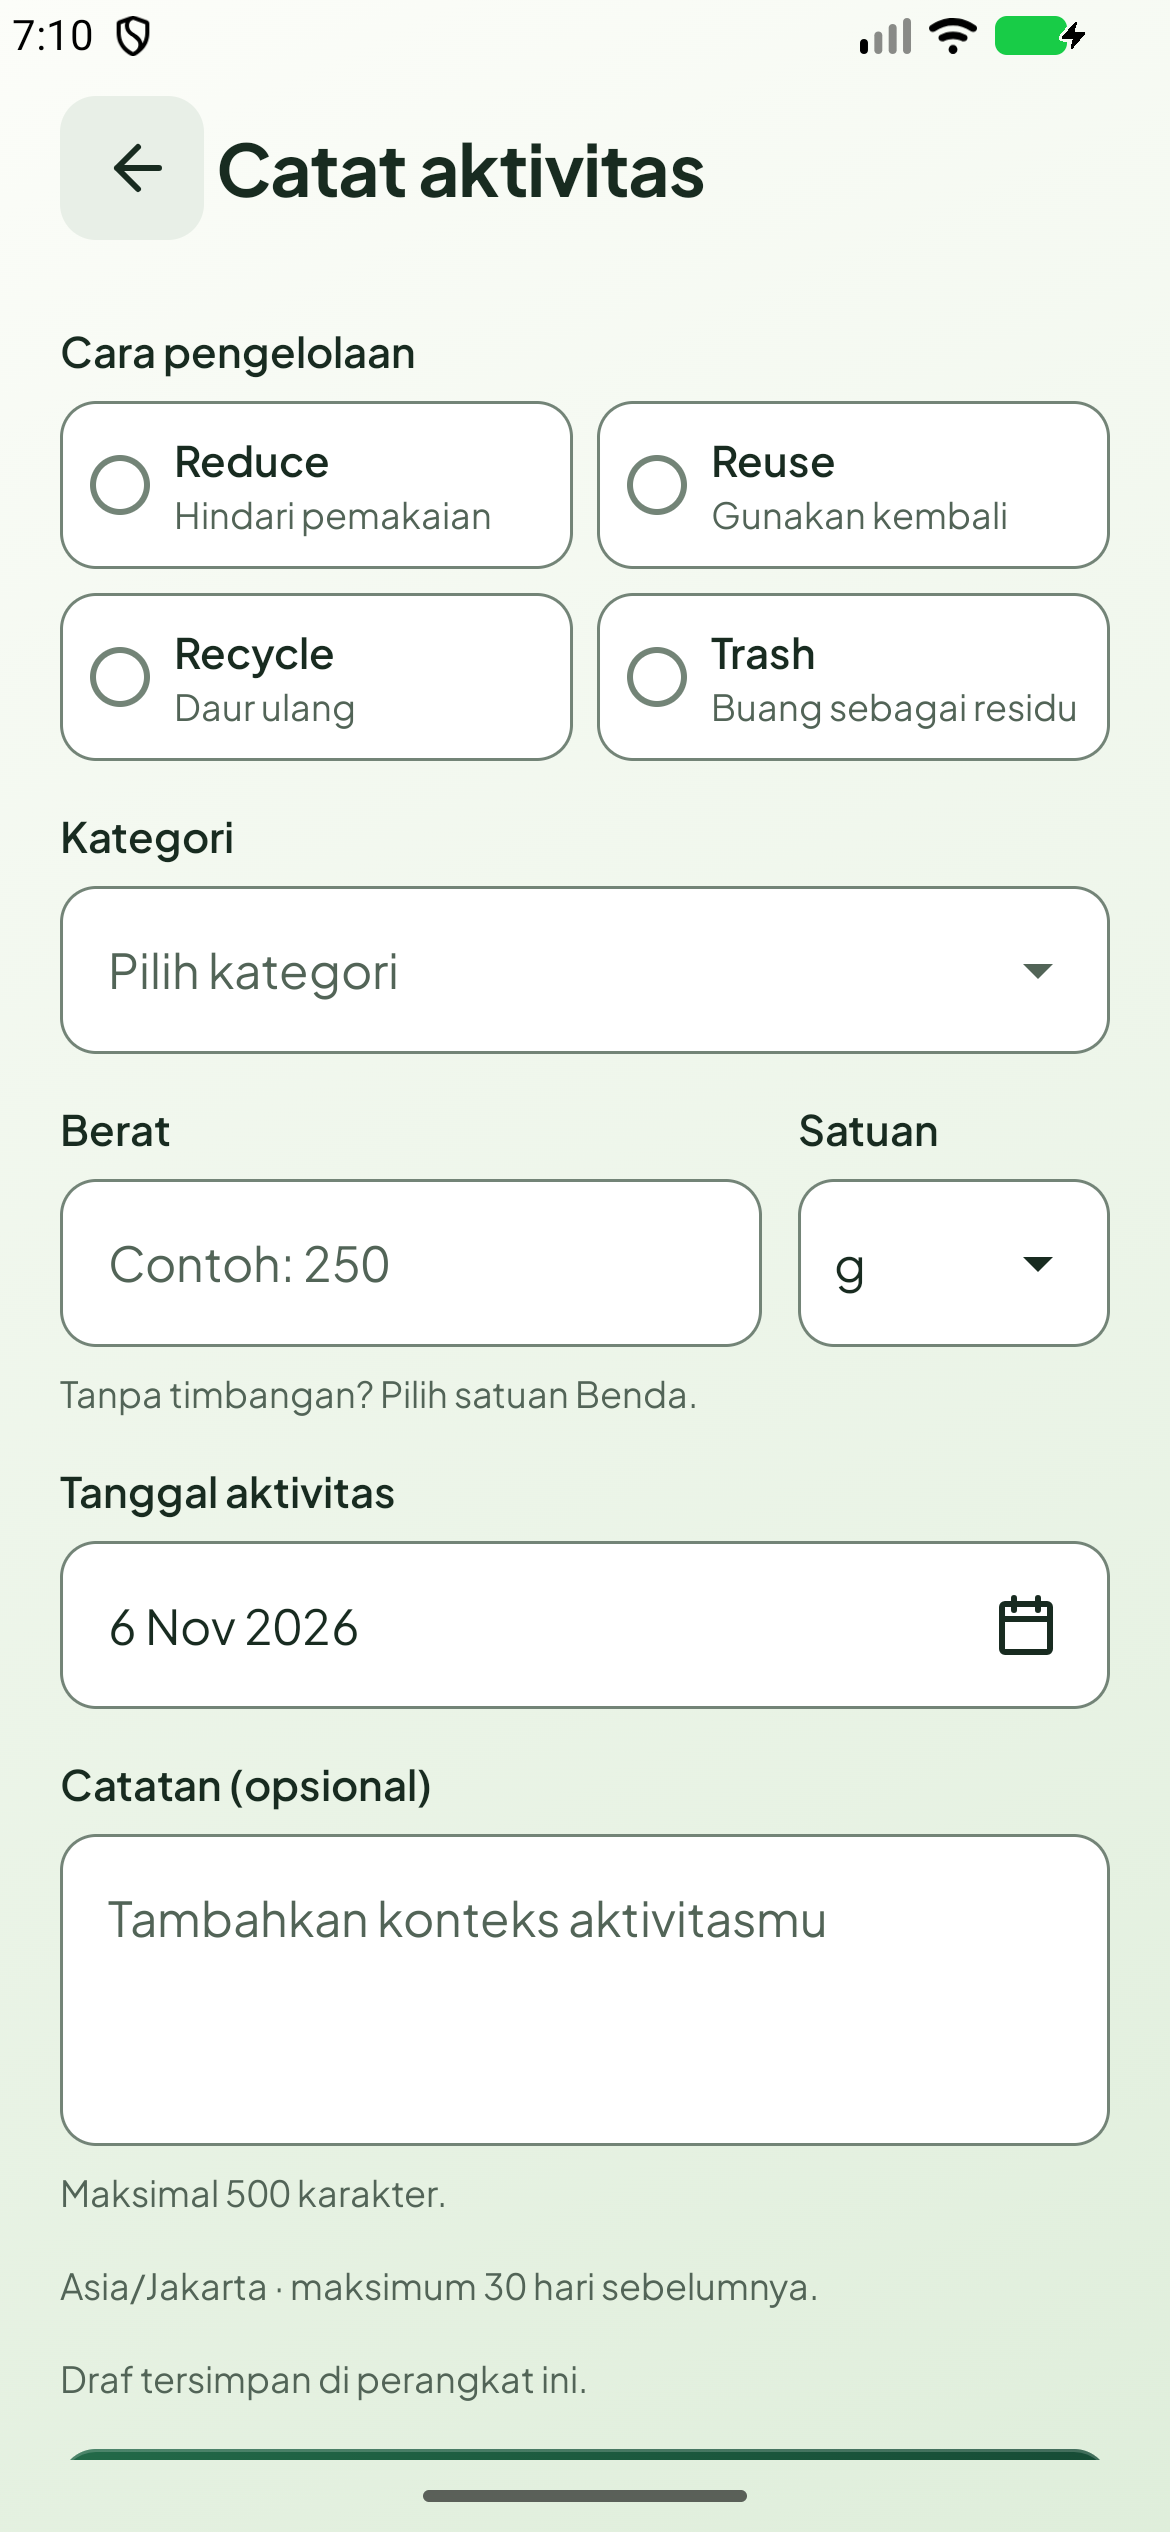 7:10
Catat aktivitas
Cara pengelolaan
Reduce
Hindari pemakaian
Reuse
Gunakan kembali
Recycle
Daur ulang
Trash
Buang sebagai residu
Kategori
Pilih kategori
Berat
Satuan
Contoh: 250
g
Tanpa timbangan? Pilih satuan Benda.
Tanggal aktivitas
6 Nov 2026
Catatan (opsional)
Tambahkan konteks aktivitasmu
Maksimal 500 karakter.
Asia/Jakarta · maksimum 30 hari sebelumnya.
Draf tersimpan di perangkat ini.